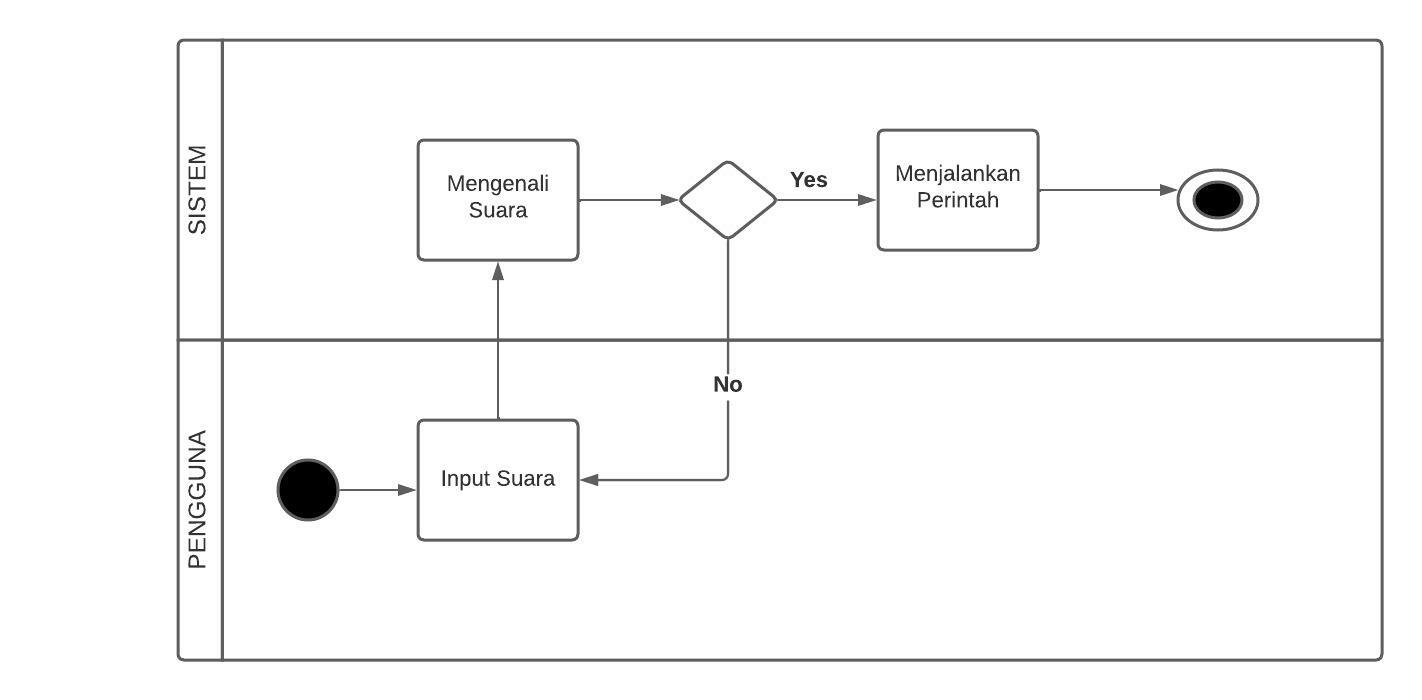 SISTEM
Mengenali
Suara
Yes
Menjalankan
Perintah
No
PENGGUNA
Input Suara